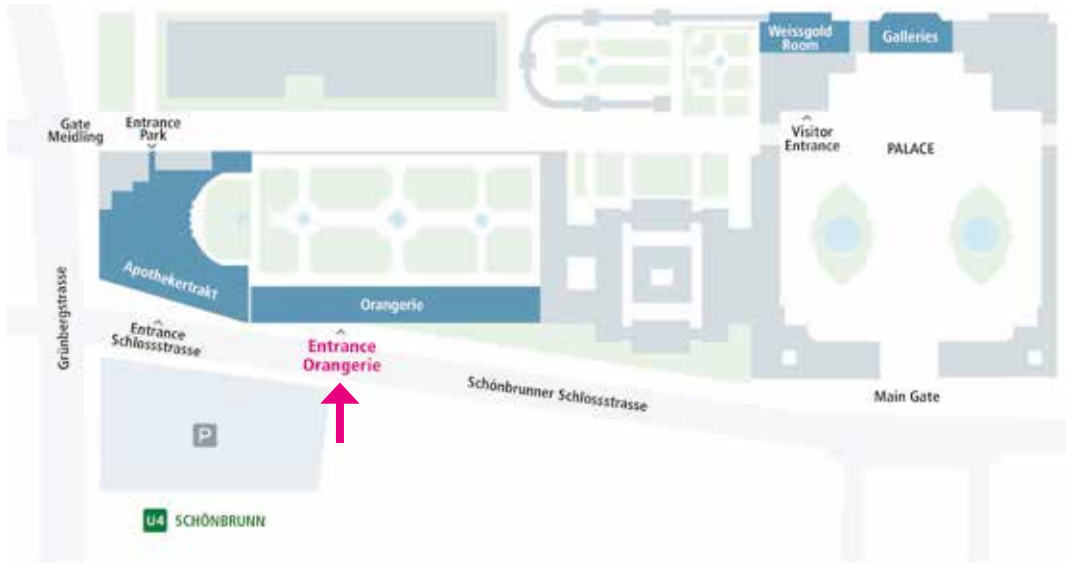 Weissgold
Room
Galleries
Gate
Meidling
Entrance
Park
Visitor
Entrance
PALACE
Apothekertrakt
Orangerie
Grünbergstrasse
Entrance
Schlossstrasse
Entrance
Orangerie
Schönbrunner Schlossstrasse
Main Gate
P
U4 SCHÖNBRUNN